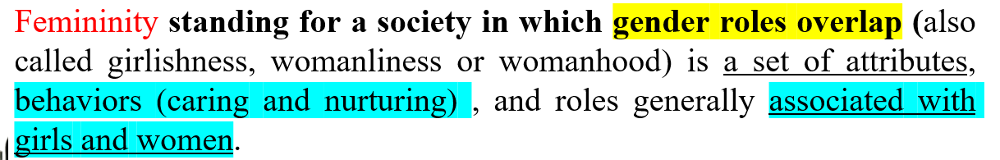 Femininity standing for a society in which gender roles overlap (also
called girlishness, womanliness or womanhood) is a set of attributes,
behaviors (caring and nurturing) , and roles generally associated with
girls and women.